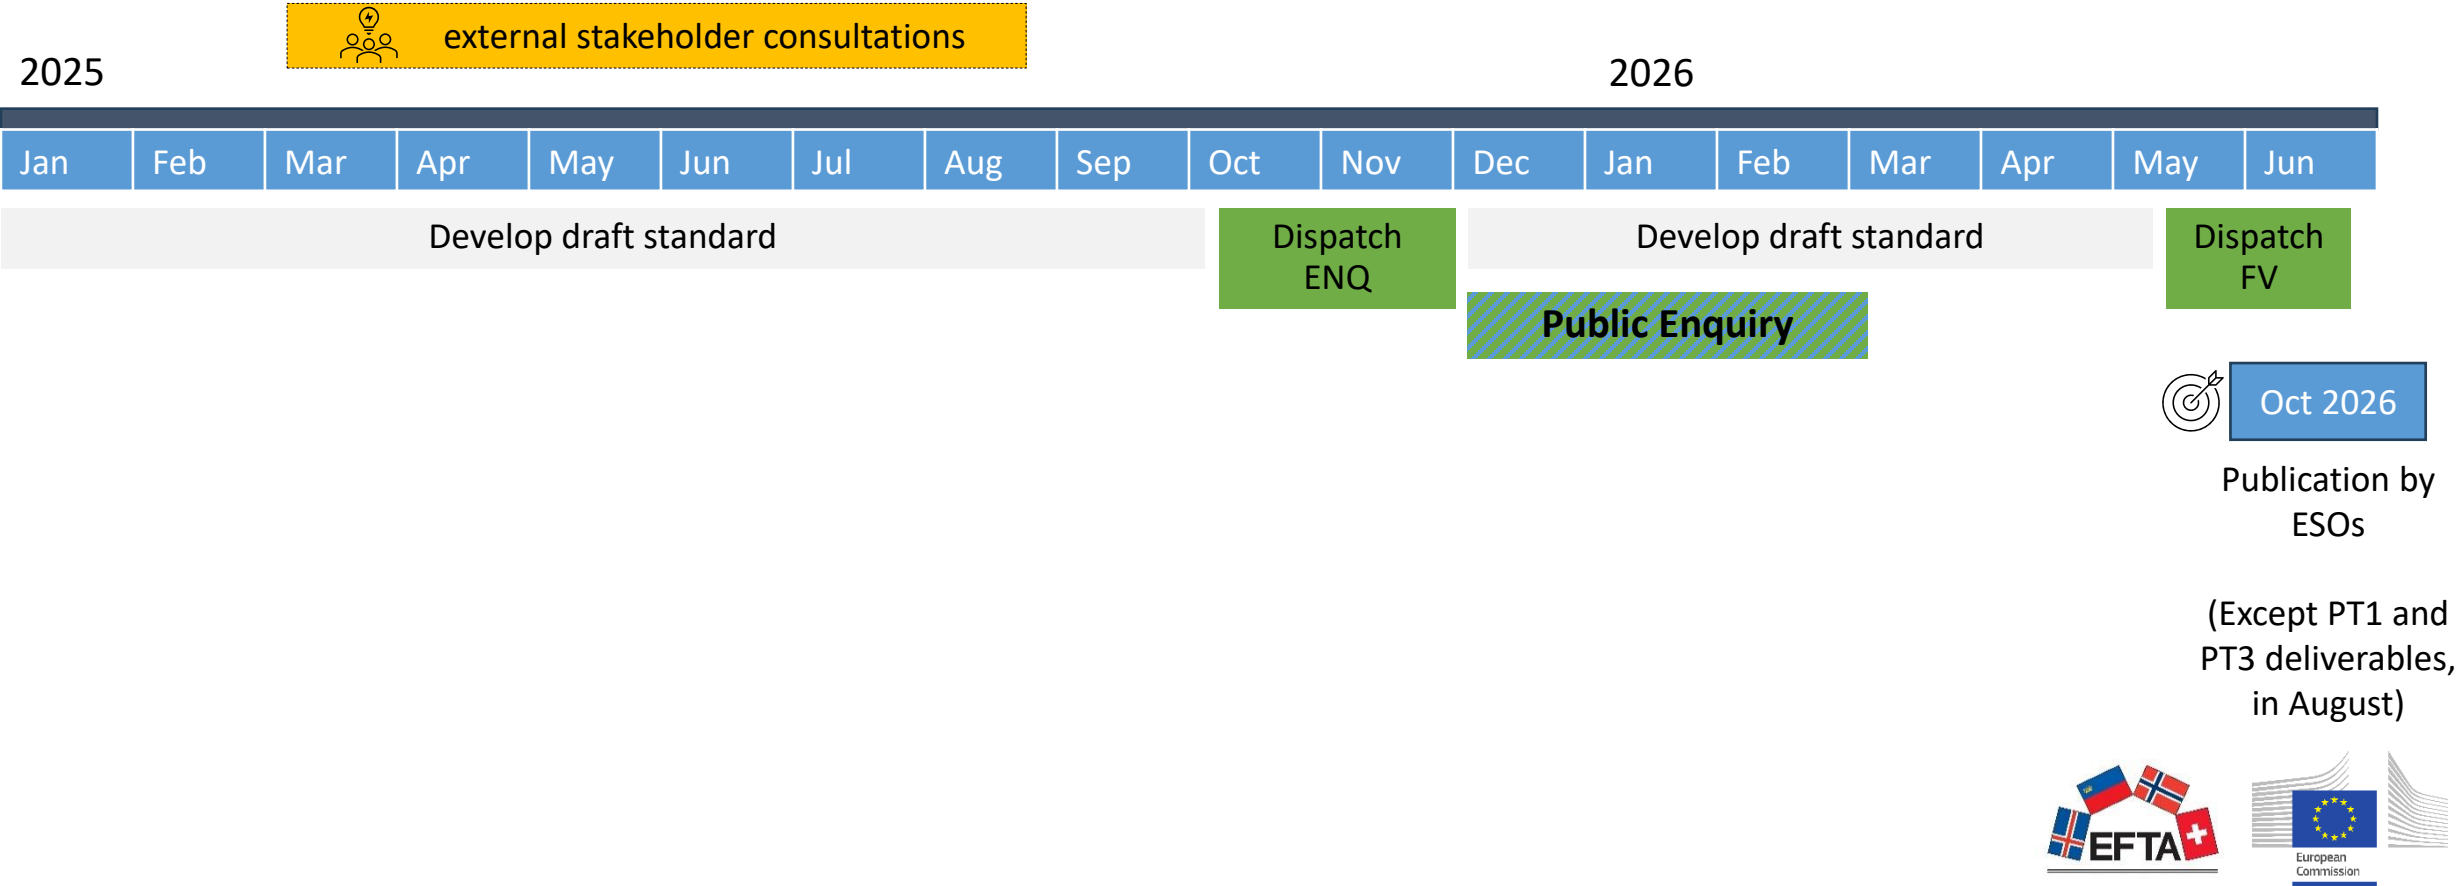 external stakeholder consultations
2025
2026
Jan Feb Mar Apr May Jun Jul Aug Sep Oct Nov Dec Jan Feb Mar Apr May Jun
Develop draft standard
Dispatch
ENQ
Develop draft standard
Dispatch
FV
Public Enquiry
Oct 2026
Publication by
ESOs
(Except PT1 and
PT3 deliverables,
in August)
EFTA
European
Commission